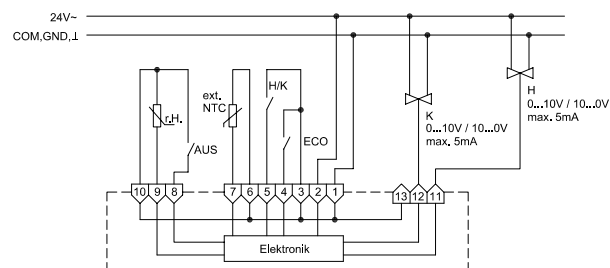 24V~
COM,GND,⊥
ext.
NTC
H/K
r.H.
AUS
ECO
K
0...10V / 10...0V
max. 5mA
H
0...10V / 10...0V
max. 5mA
10 9 8 7 6 5 4 3 2 1 13 12 11
Elektronik